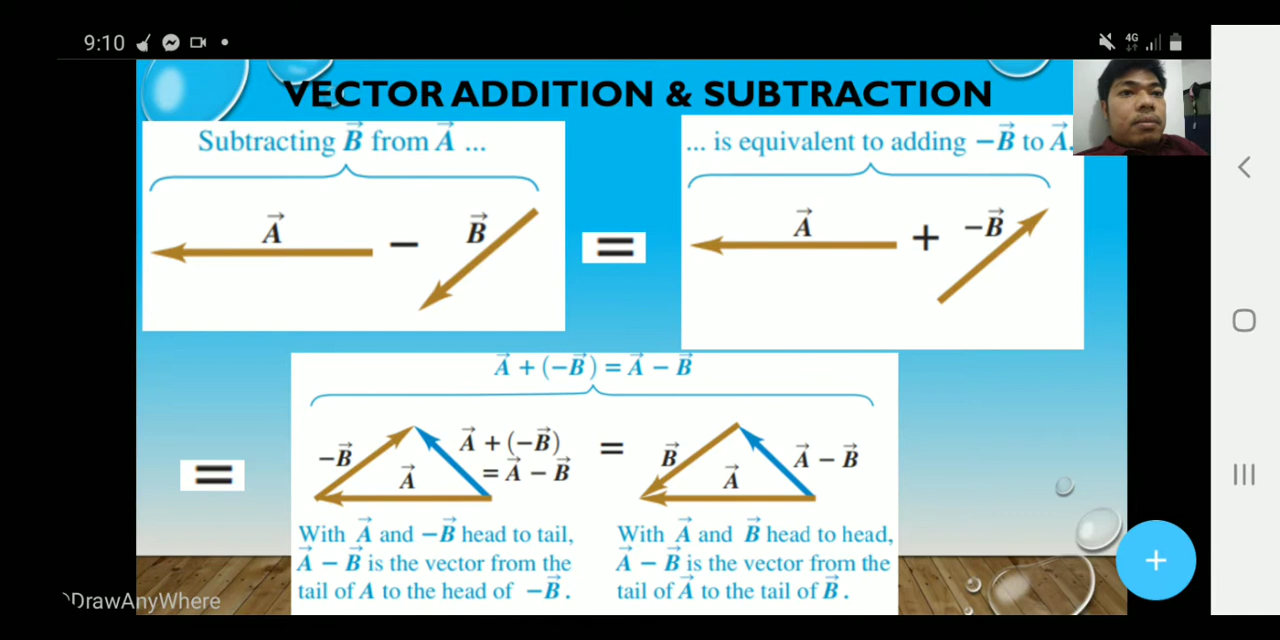 9:10
4G
VECTOR ADDITION & SUBTRACTION
Subtracting B⃗ from A⃗ ...
... is equivalent to adding −B⃗ to A⃗.
A⃗ − B⃗
=
A⃗ + −B⃗
A⃗ + (−B⃗) = A⃗ − B⃗
=
−B⃗
A⃗
A⃗ + (−B⃗)
= A⃗ − B⃗
=
B⃗
A⃗
A⃗ − B⃗
With A⃗ and −B⃗ head to tail,
A⃗ − B⃗ is the vector from the
tail of A to the head of −B⃗.
With A⃗ and B⃗ head to head,
A⃗ − B⃗ is the vector from the
tail of A⃗ to the tail of B⃗.
DrawAnyWhere